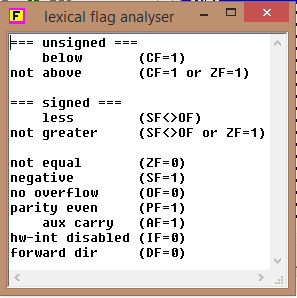 F lexical flag analyser
=== unsigned ===
below (CF=1)
not above (CF=1 or ZF=1)
=== signed ===
less (SF<>OF)
not greater (SF<>OF or ZF=1)
not equal (ZF=0)
negative (SF=1)
no overflow (OF=0)
parity even (PF=1)
aux carry (AF=1)
hw-int disabled (IF=0)
forward dir (DF=0)